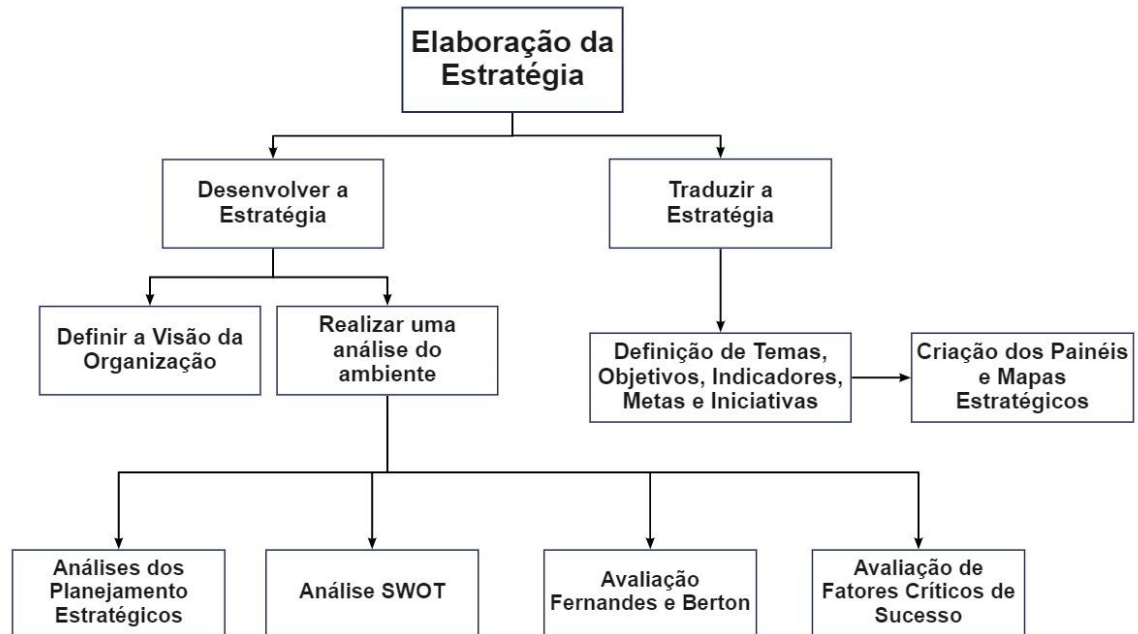 Elaboração da
Estratégia
Desenvolver a
Estratégia
Traduzir a
Estratégia
Definir a Visão da
Organização
Realizar uma
análise do
ambiente
Definição de Temas,
Objetivos, Indicadores,
Metas e Iniciativas
Criação dos Painéis
e Mapas
Estratégicos
Análises dos
Planejamento
Estratégicos
Análise SWOT
Avaliação
Fernandes e Berton
Avaliação de
Fatores Críticos de
Sucesso